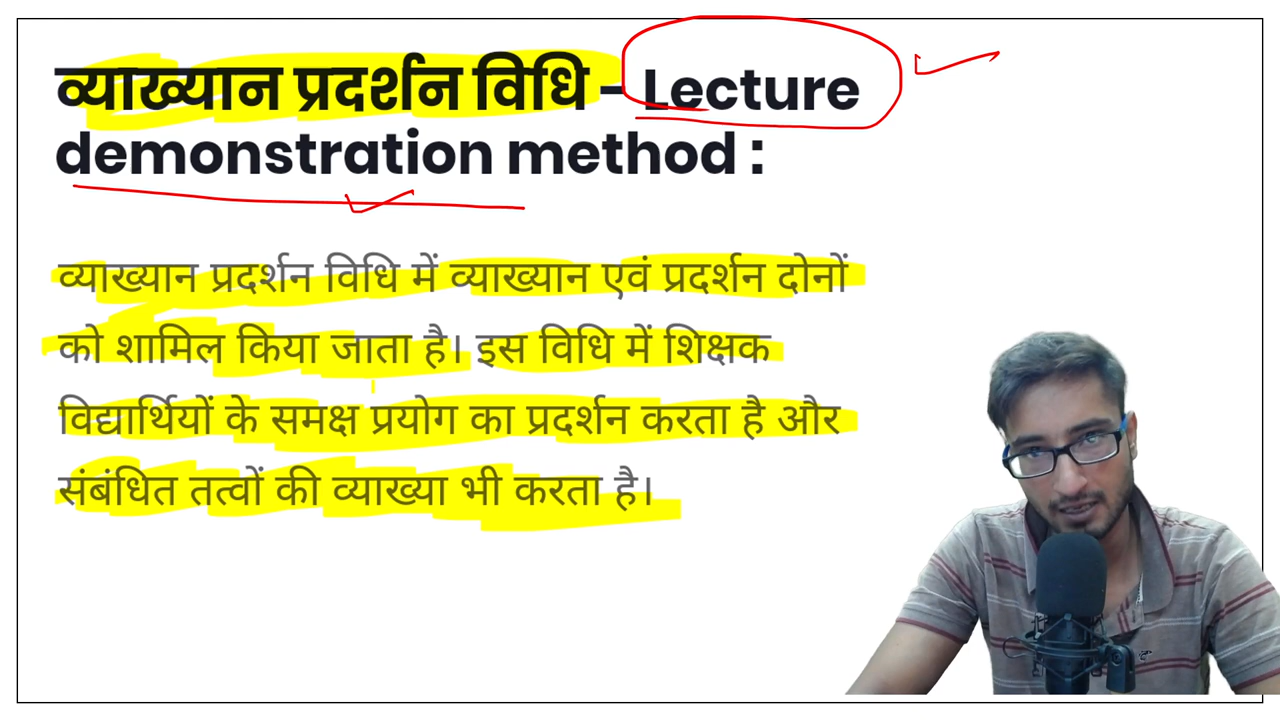 व्याख्यान प्रदर्शन विधि - Lecture
demonstration method :
व्याख्यान प्रदर्शन विधि में व्याख्यान एवं प्रदर्शन दोनों
को शामिल किया जाता है। इस विधि में शिक्षक
विद्यार्थियों के समक्ष प्रयोग का प्रदर्शन करता है और
संबंधित तत्वों की व्याख्या भी करता है।